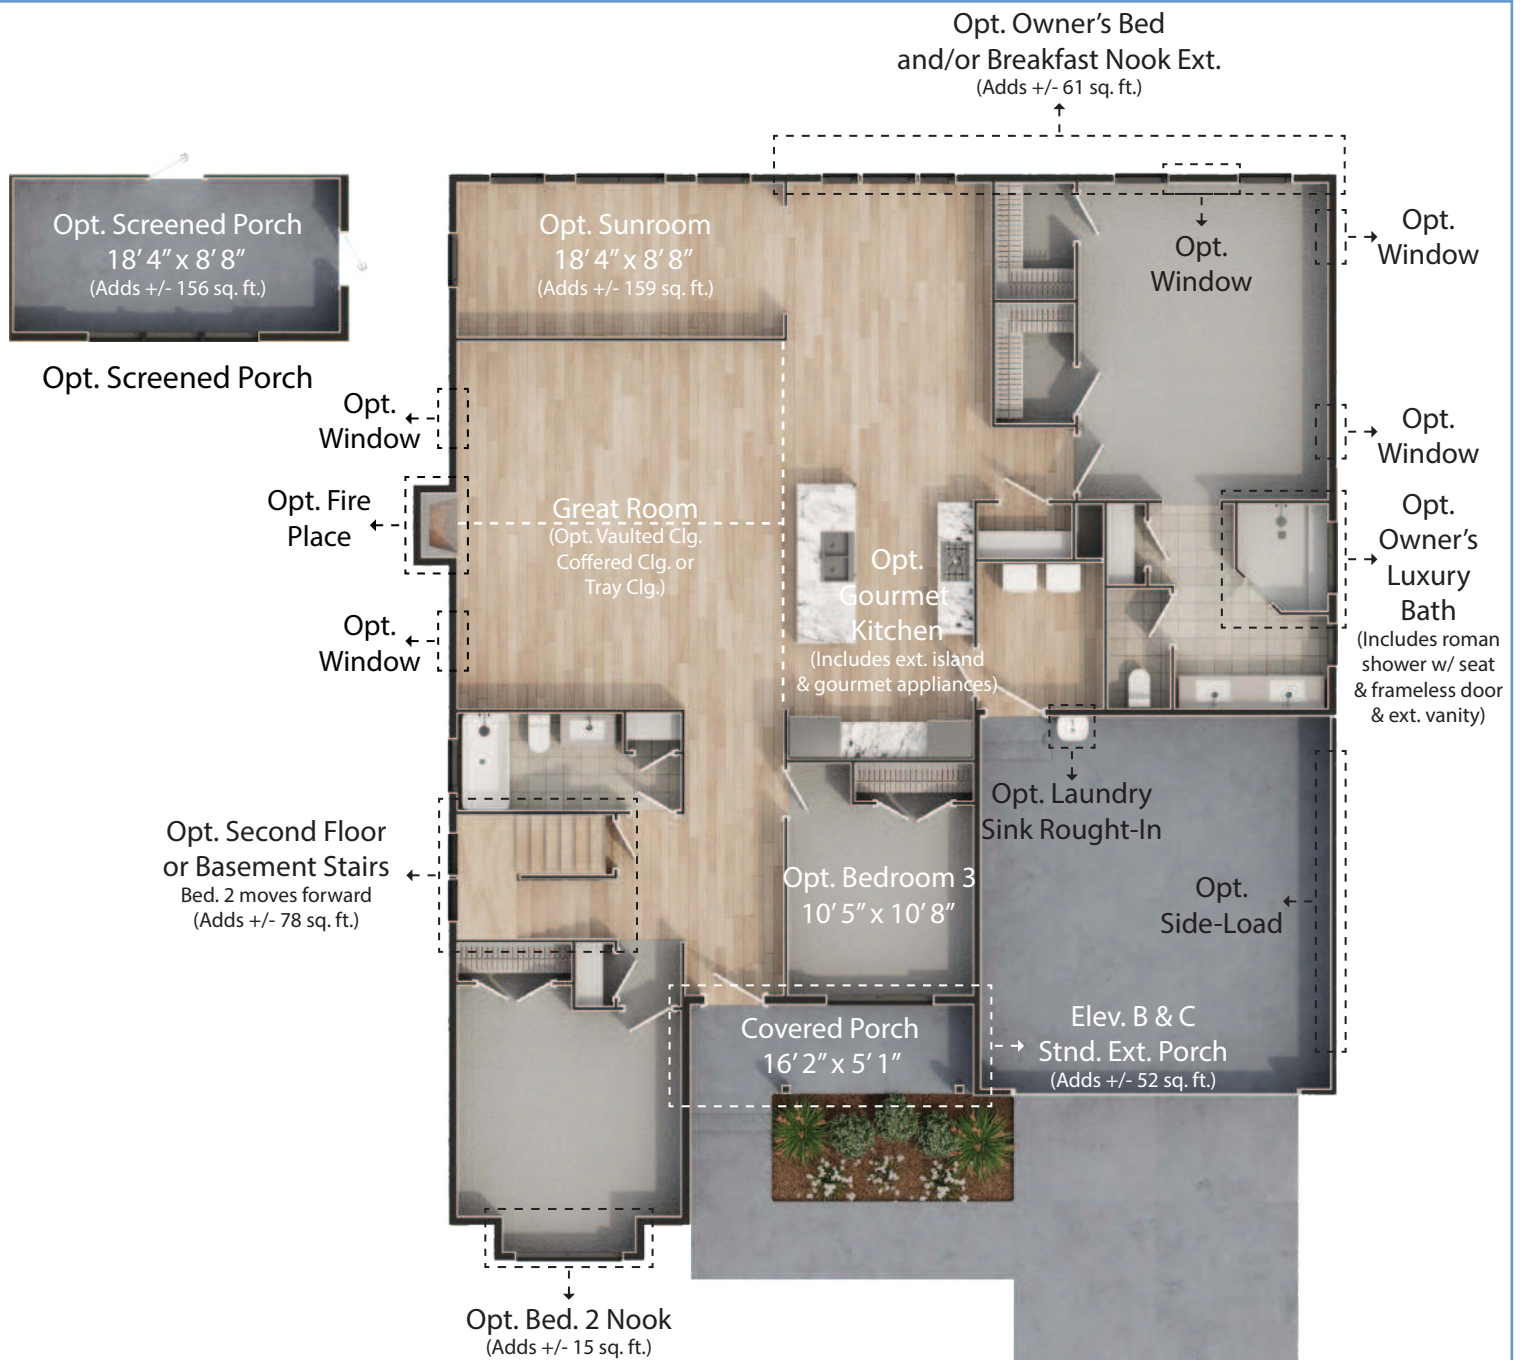 Opt. Owner's Bed
and/or Breakfast Nook Ext.
(Adds +/- 61 sq. ft.)
Opt. Screened Porch
18' 4" x 8' 8"
(Adds +/- 156 sq. ft.)
Opt. Screened Porch
Opt. Sunroom
18' 4" x 8' 8"
(Adds +/- 159 sq. ft.)
Opt.
Window
Opt.
Window
Opt.
Window
Opt.
Window
Opt. Fire
Place
Great Room
(Opt. Vaulted Clg.
Coffered Clg. or
Tray Clg.)
Opt.
Gourmet
Kitchen
(Includes ext. island
& gourmet appliances)
Opt.
Owner's
Luxury
Bath
(Includes roman
shower w/ seat
& frameless door
& ext. vanity)
Opt.
Window
Opt. Laundry
Sink Rought-In
Opt. Second Floor
or Basement Stairs
Bed. 2 moves forward
(Adds +/- 78 sq. ft.)
Opt. Bedroom 3
10' 5" x 10' 8"
Opt.
Side-Load
Covered Porch
16' 2" x 5' 1"
Elev. B & C
Stnd. Ext. Porch
(Adds +/- 52 sq. ft.)
Opt. Bed. 2 Nook
(Adds +/- 15 sq. ft.)